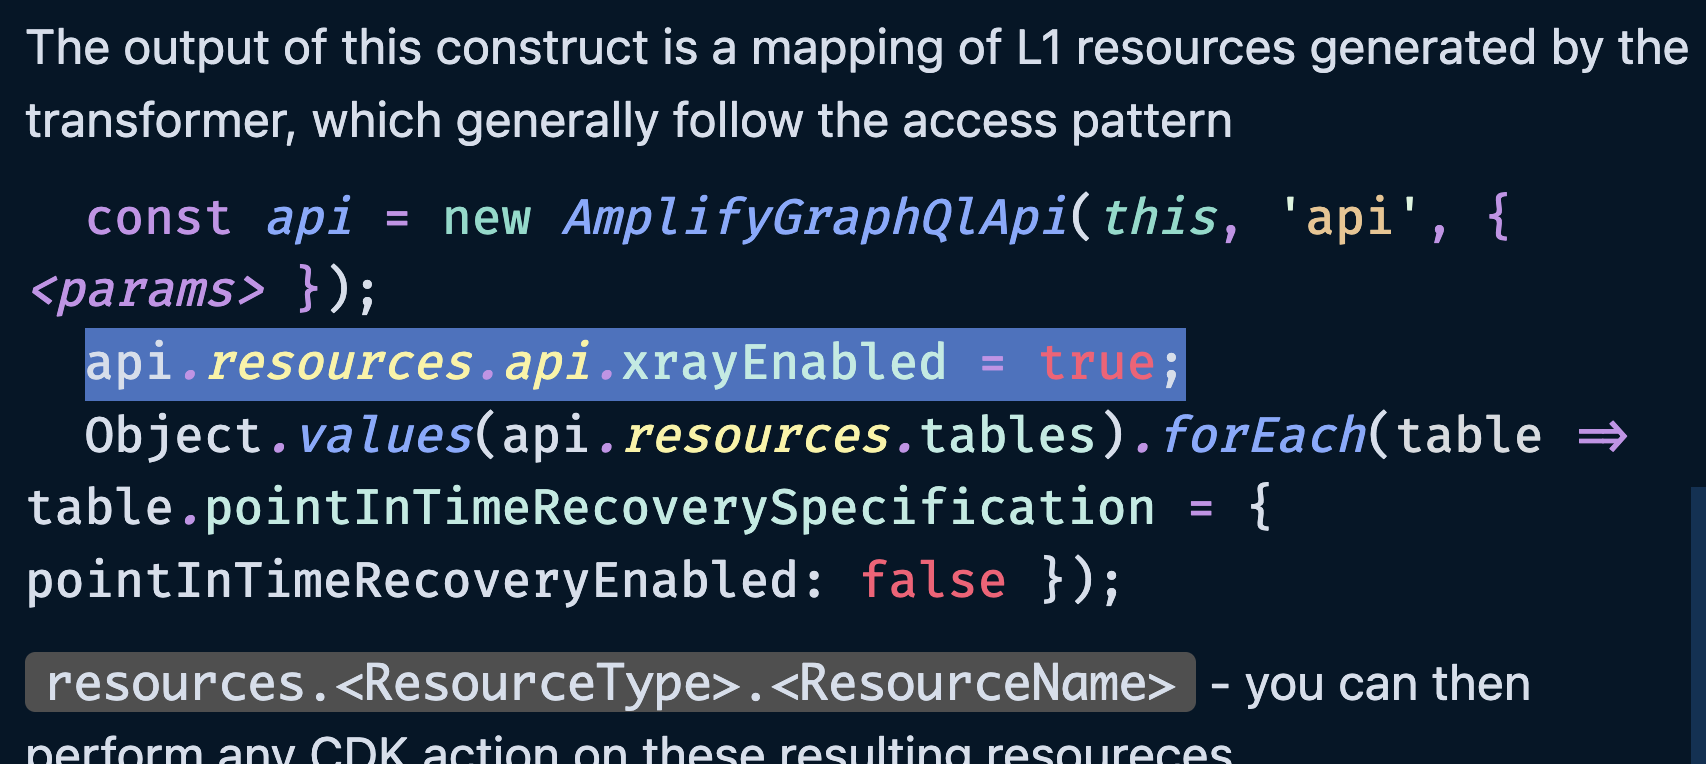 The output of this construct is a mapping of L1 resources generated by the
transformer, which generally follow the access pattern
const api = new AmplifyGraphQlApi(this, 'api', {
<params> });
api.resources.api.xrayEnabled = true;
Object.values(api.resources.tables).forEach(table =>
table.pointInTimeRecoverySpecification = {
pointInTimeRecoveryEnabled: false });
resources.<ResourceType>.<ResourceName> - you can then
perform any CDK action on these resulting resoureces